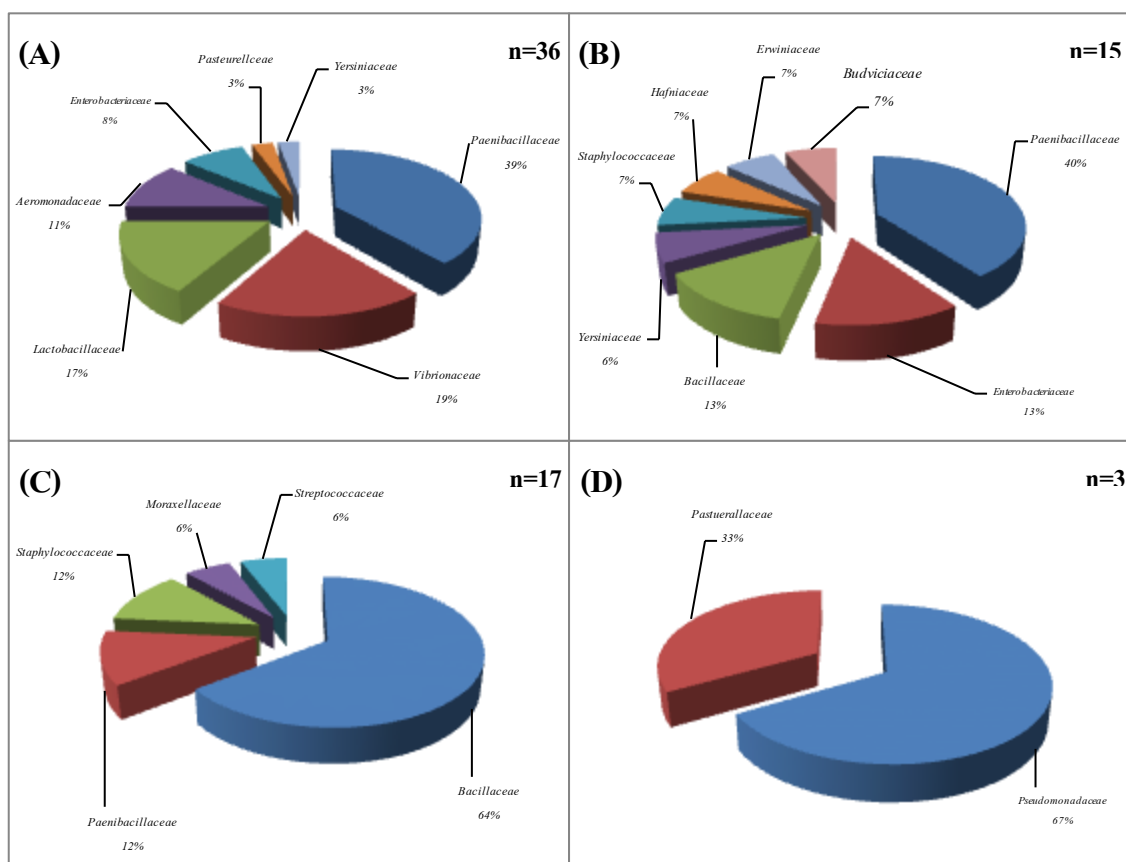 (A)
n=36
Pasteurellceae
3%
Yersiniaceae
3%
Enterobacteriaceae
8%
Paenibacillaceae
39%
Aeromonadaceae
11%
Lactobacillaceae
17%
Vibrionaceae
19%
(B)
n=15
Erwiniaceae
7%
Budviciaceae
7%
Hafniaceae
7%
Paenibacillaceae
40%
Staphylococcaceae
7%
Yersiniaceae
6%
Bacillaceae
13%
Enterobacteriaceae
13%
(C)
n=17
Streptococcaceae
6%
Moraxellaceae
6%
Staphylococcaceae
12%
Bacillaceae
64%
Paenibacillaceae
12%
(D)
n=3
Pastuerallaceae
33%
Pseudomonadaceae
67%